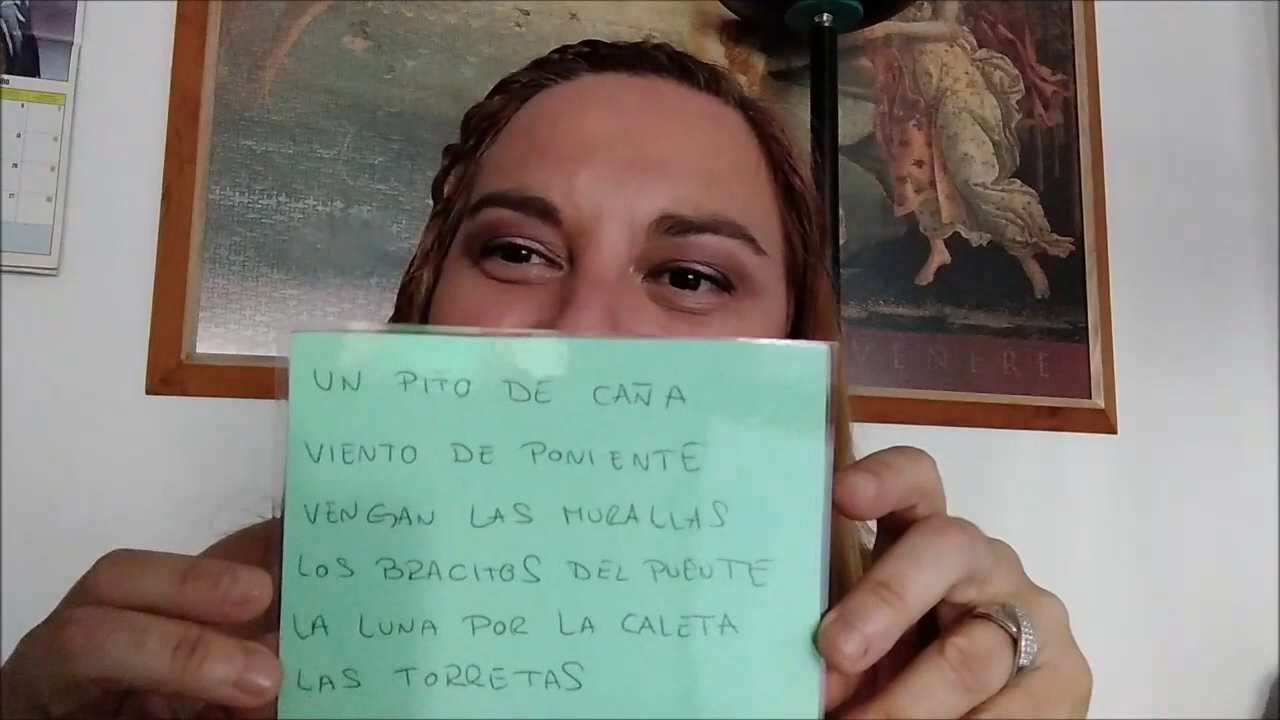 UN PITO DE CAÑA
VIENTO DE PONIENTE
VENGAN LAS MURALLAS
LOS BRACITOS DEL PUENTE
LA LUNA POR LA CALETA
LAS TORRETAS
VENERE